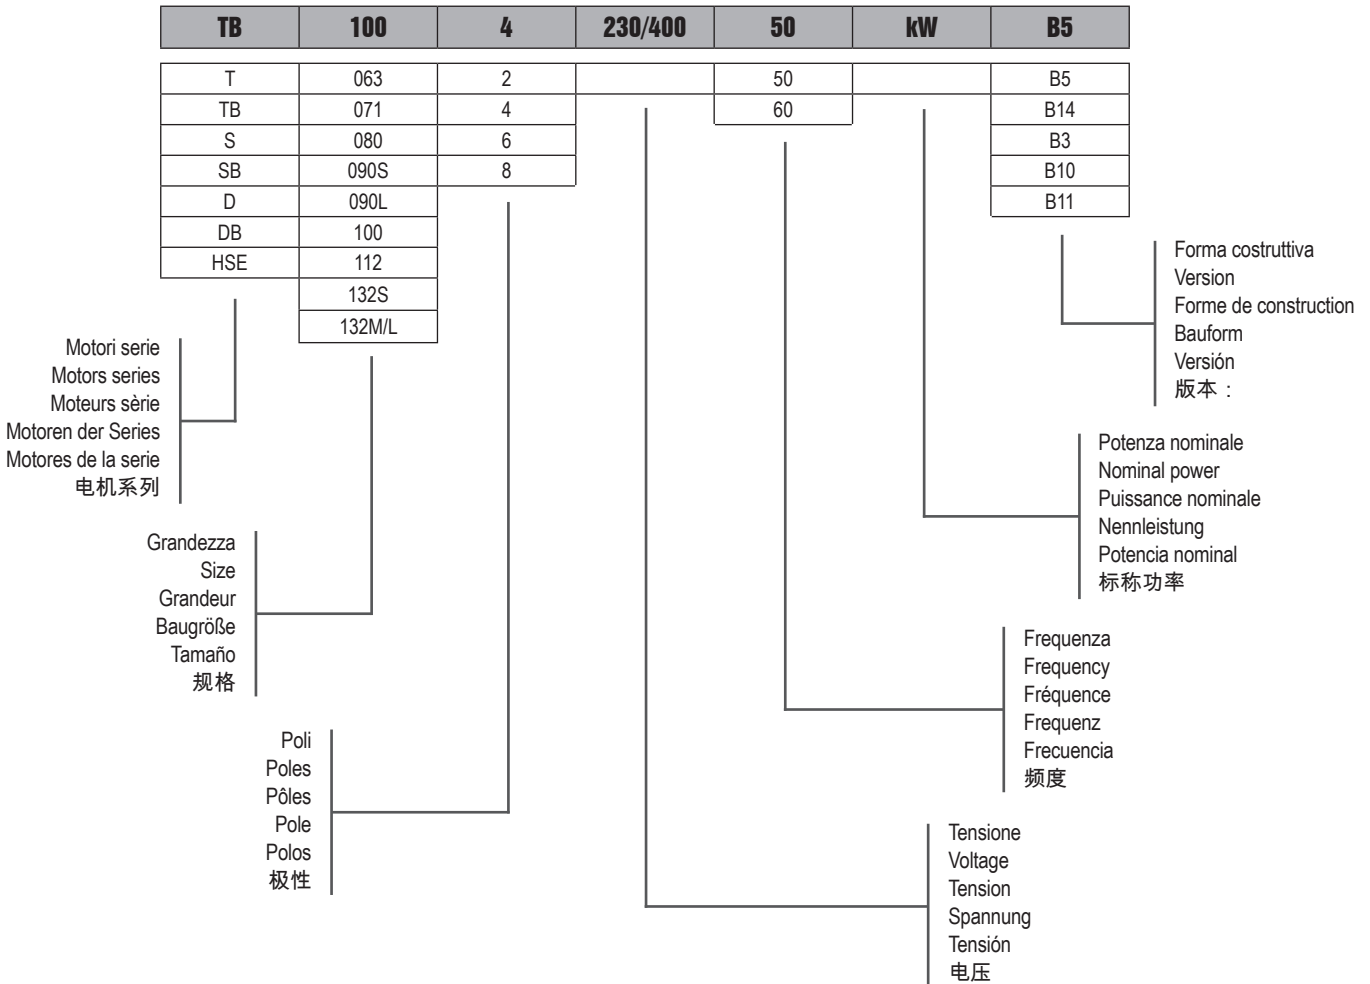 TB 100 4 230/400 50 kW B5
T 063 2 50 B5
TB 071 4 60 B14
S 080 6 B3
SB 090S 8 B10
D 090L B11
DB 100
HSE 112
132S
132M/L
Motori serie
Motors series
Moteurs sèrie
Motoren der Series
Motores de la serie
电机系列
Grandezza
Size
Grandeur
Baugröße
Tamaño
规格
Poli
Poles
Pôles
Pole
Polos
极性
Forma costruttiva
Version
Forme de construction
Bauform
Versión
版本：
Potenza nominale
Nominal power
Puissance nominale
Nennleistung
Potencia nominal
标称功率
Frequenza
Frequency
Fréquence
Frequenz
Frecuencia
频度
Tensione
Voltage
Tension
Spannung
Tensión
电压